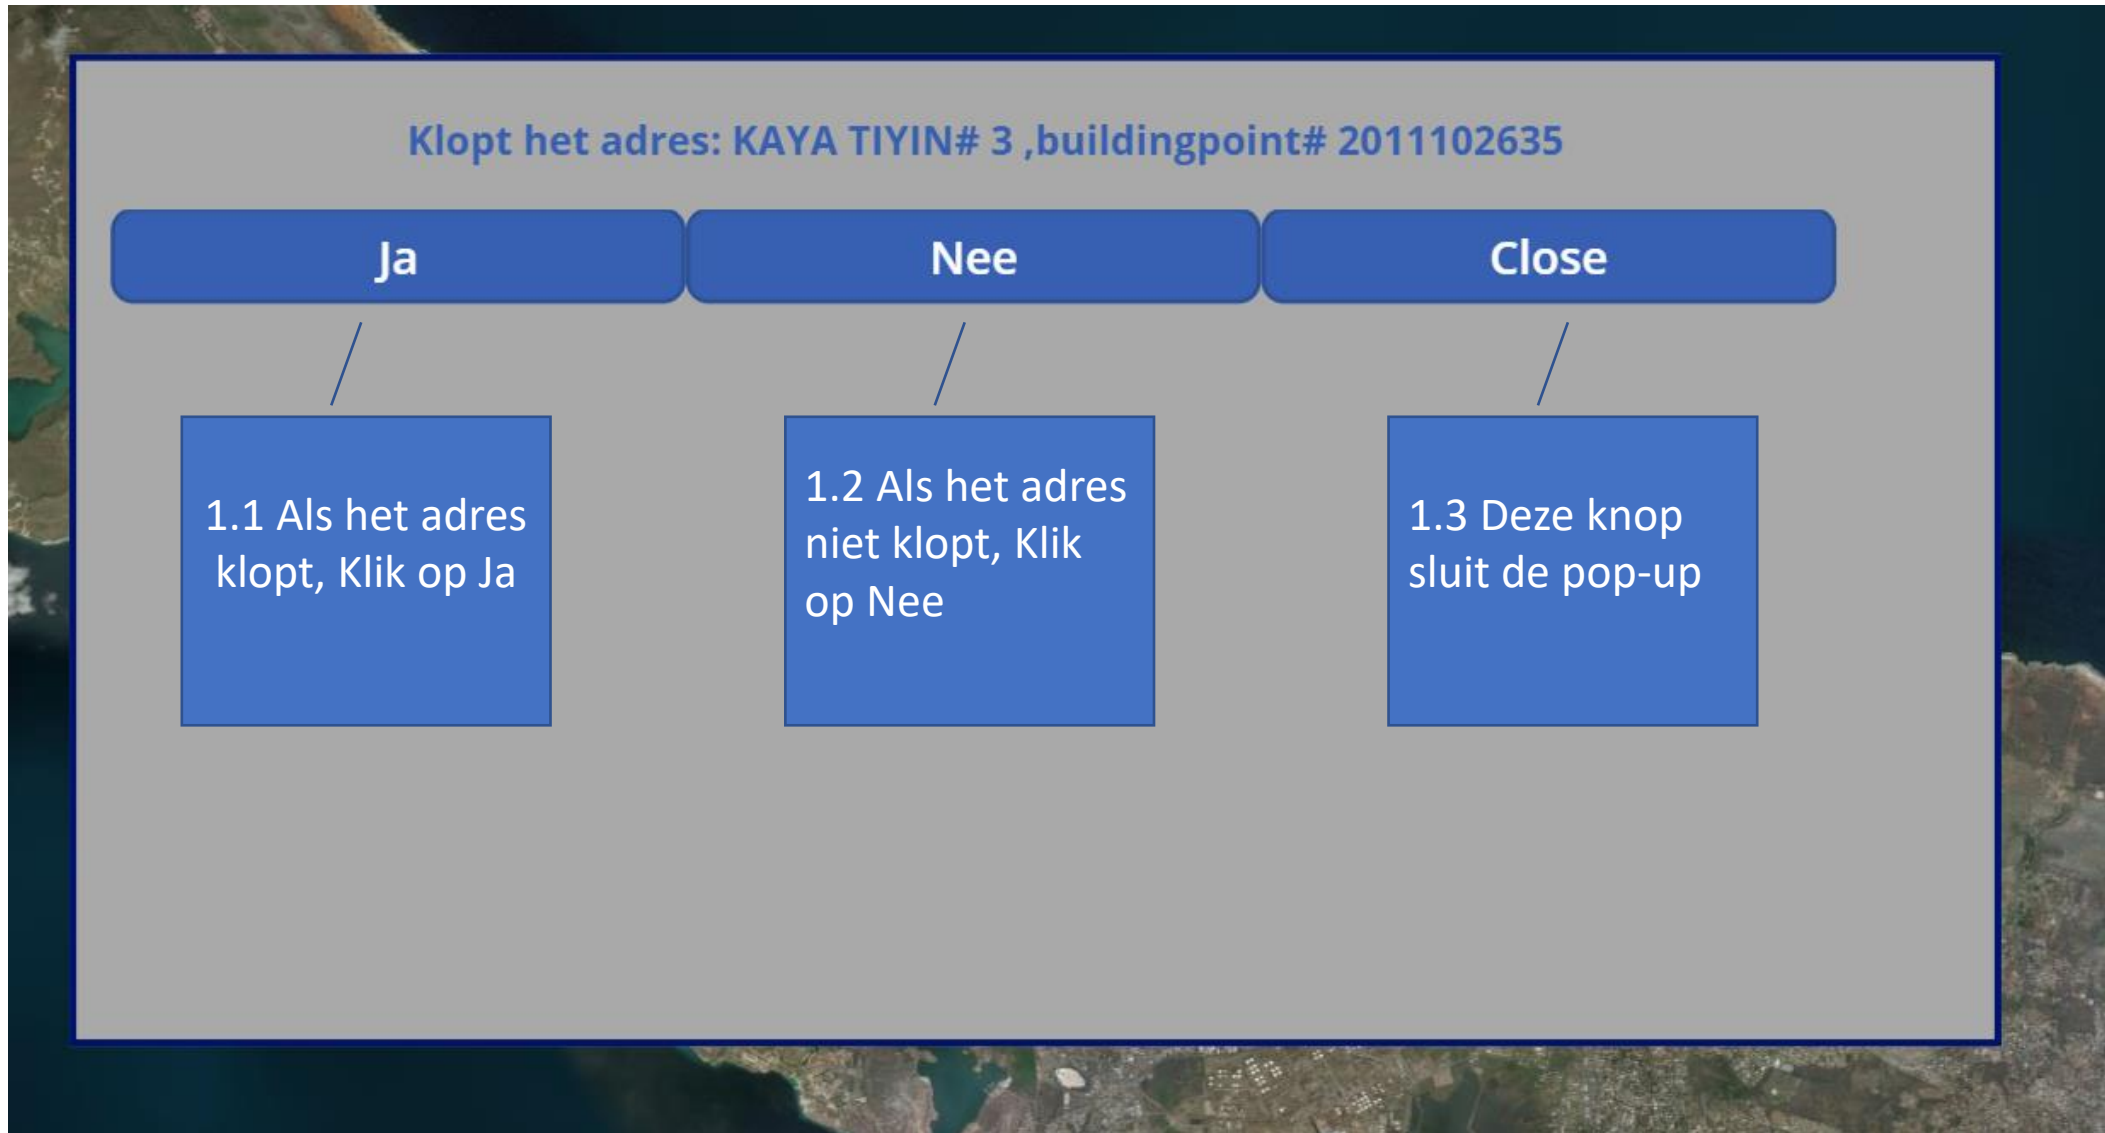 Klopt het adres: KAYA TIYIN# 3 ,buildingpoint# 2011102635
Ja
Nee
Close
1.1 Als het adres
klopt, Klik op Ja
1.2 Als het adres
niet klopt, Klik
op Nee
1.3 Deze knop
sluit de pop-up